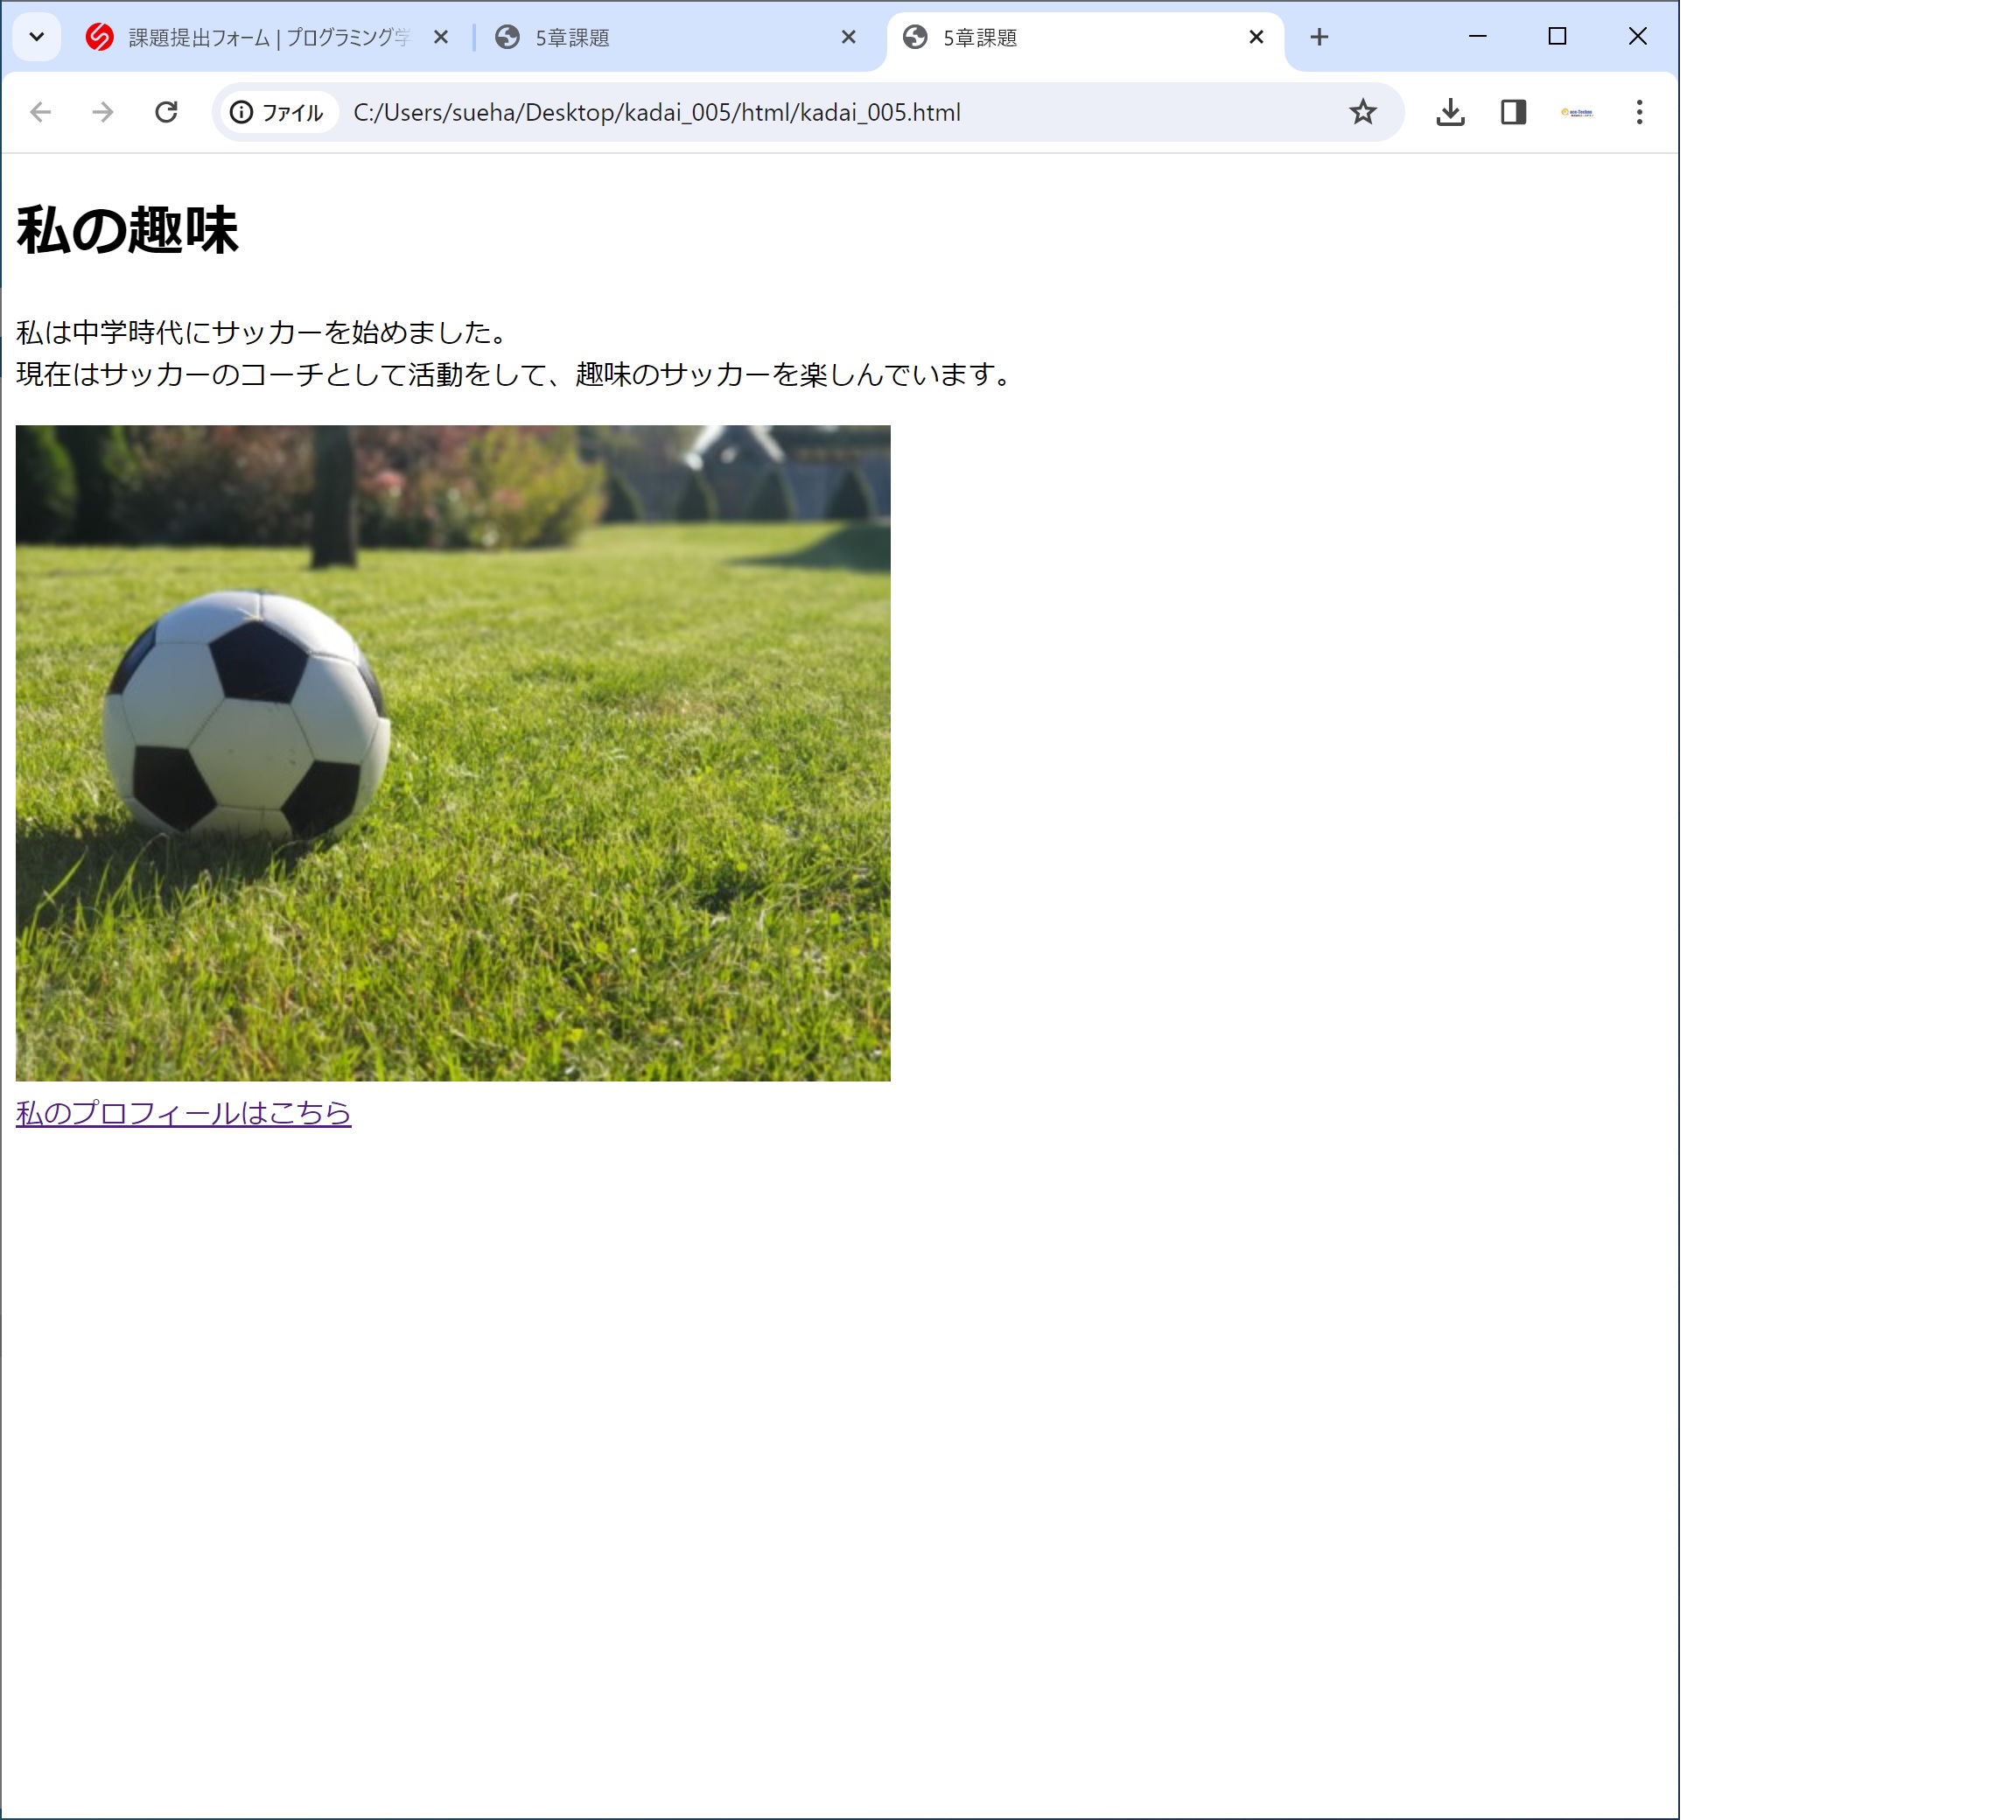 課題提出フォーム | プログラミング学
5章課題
5章課題
ファイル
C:/Users/sueha/Desktop/kadai_005/html/kadai_005.html
私の趣味
私は中学時代にサッカーを始めました。
現在はサッカーのコーチとして活動をして、趣味のサッカーを楽しんでいます。
私のプロフィールはこちら